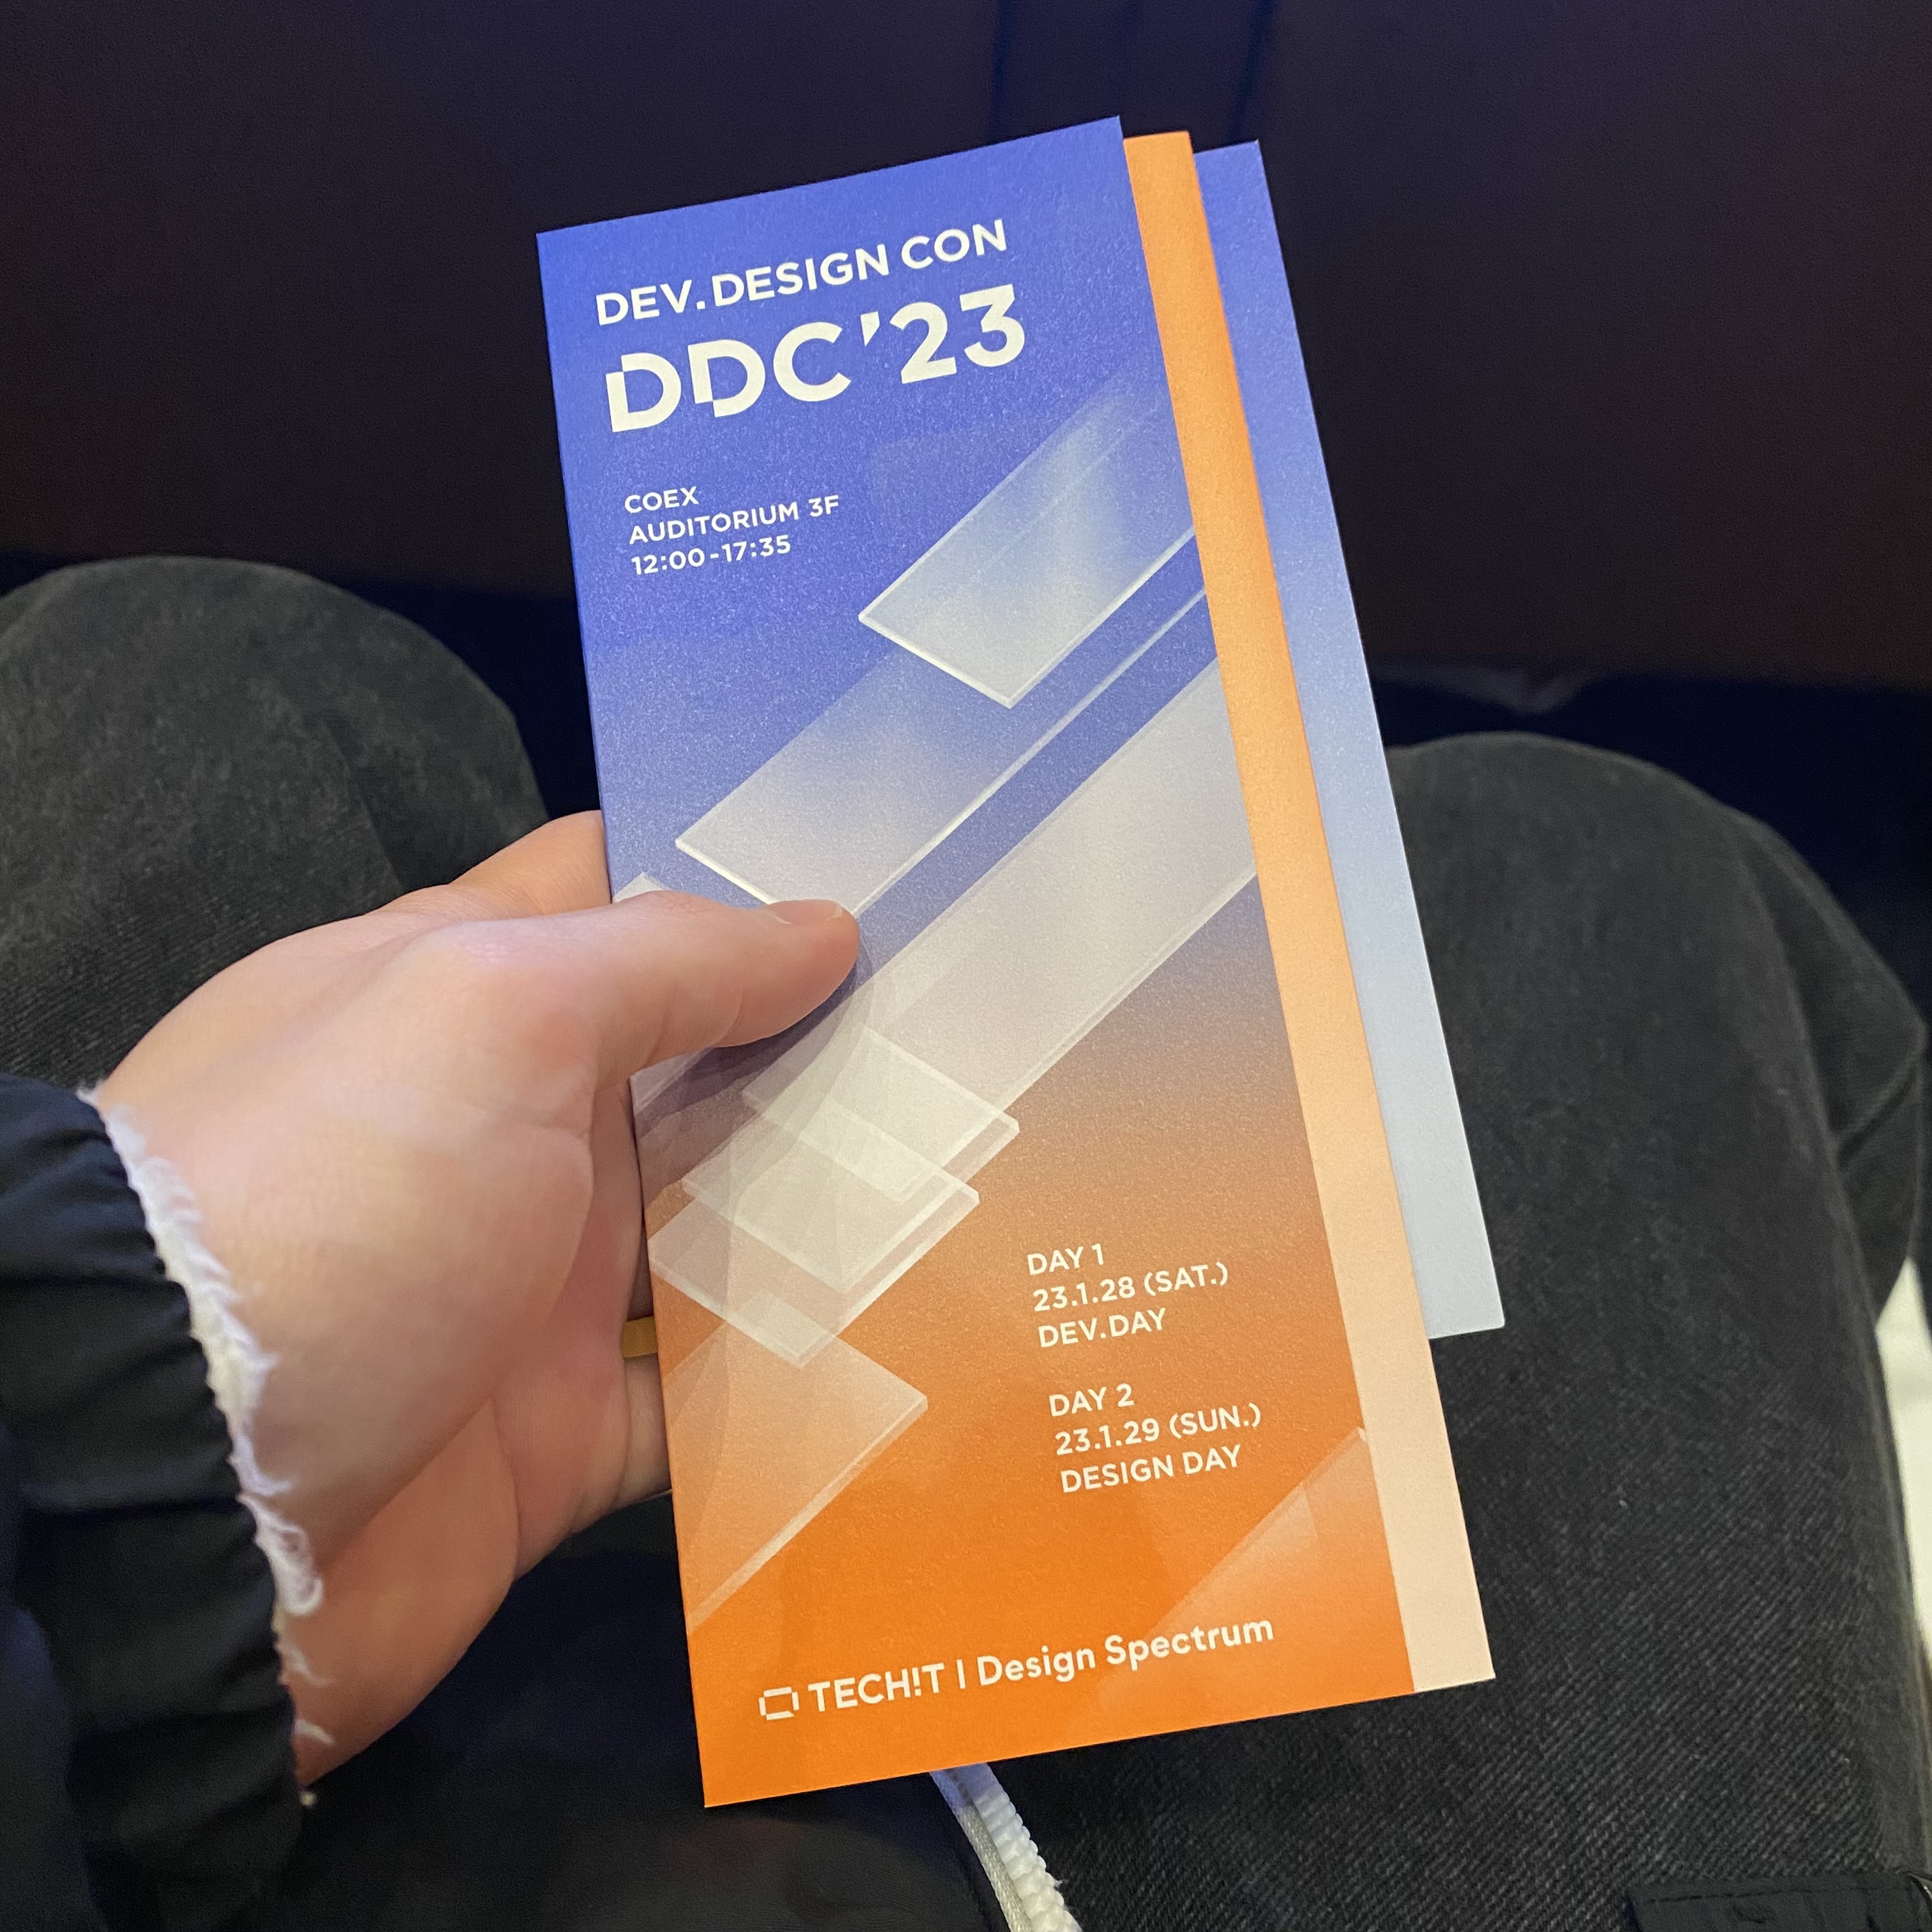 DEV.DESIGN CON
DDC'23
COEX
AUDITORIUM 3F
12:00-17:35
DAY 1
23.1.28 (SAT.)
DEV.DAY
DAY 2
23.1.29 (SUN.)
DESIGN DAY
TECH!T | Design Spectrum